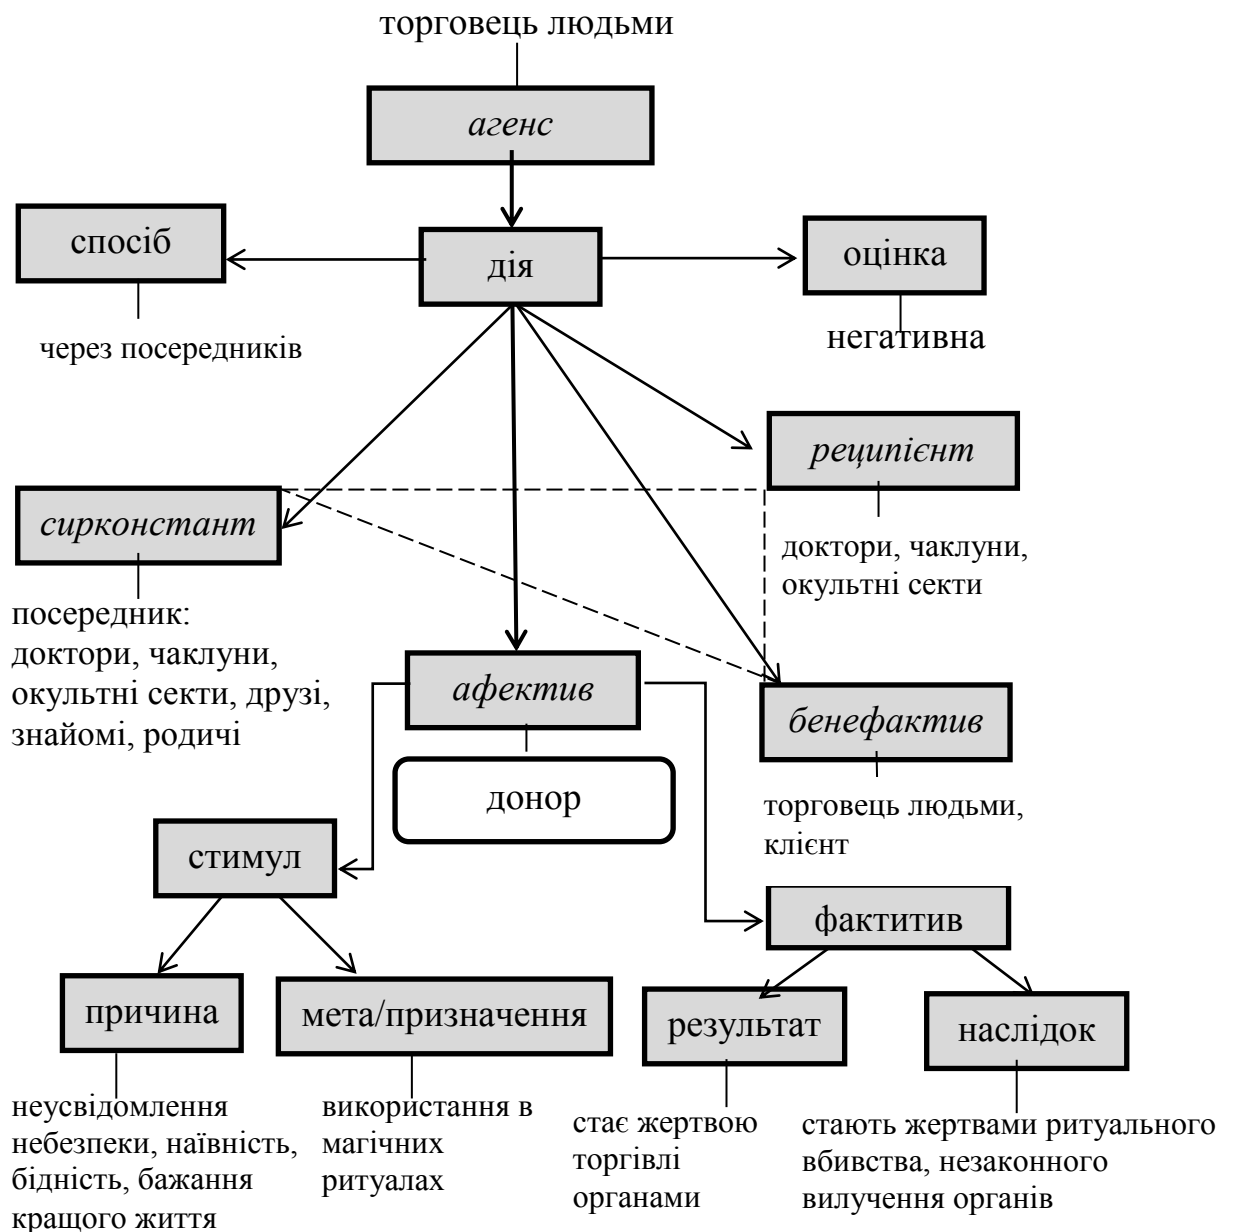 торговець людьми
агенс
спосіб
дія
оцінка
через посередників
негативна
реципієнт
сирконстант
доктори, чаклуни,
окультні секти
посередник:
доктори, чаклуни,
окультні секти, друзі,
знайомі, родичі
афектив
бенефактив
донор
торговець людьми,
клієнт
стимул
фактитив
причина
мета/призначення
результат
наслідок
неусвідомлення
небезпеки, наївність,
бідність, бажання
кращого життя
використання в
магічних
ритуалах
стає жертвою
торгівлі
органами
стають жертвами ритуального
вбивства, незаконного
вилучення органів